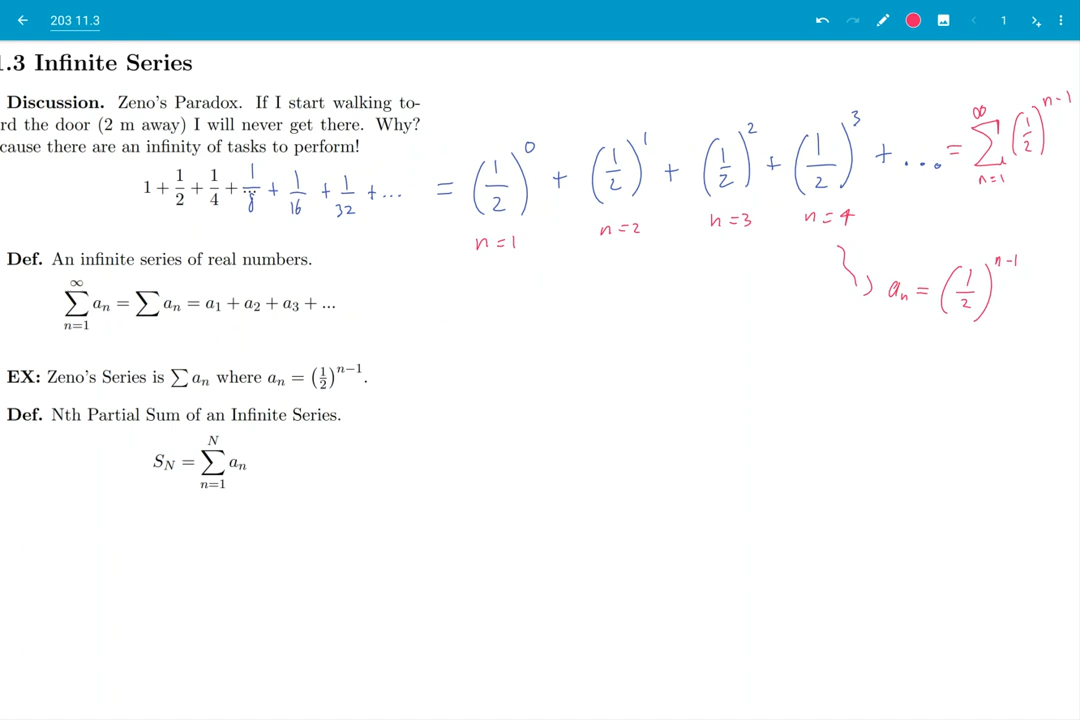 203 11.3
1
.3 Infinite Series
Discussion. Zeno's Paradox. If I start walking to-
rd the door (2 m away) I will never get there. Why?
cause there are an infinity of tasks to perform!
1 + 1/2 + 1/4 + ... 1/8 + 1/16 + 1/32 + ... = (1/2)^0 + (1/2)^1 + (1/2)^2 + (1/2)^3 + .... = ∑_{n=1}^{∞} (1/2)^{n-1}
n=1 n=2 n=3 n=4
Def. An infinite series of real numbers.
∑_{n=1}^{∞} a_n = ∑ a_n = a_1 + a_2 + a_3 + ...
a_n = (1/2)^{n-1}
EX: Zeno's Series is ∑ a_n where a_n = (1/2)^{n−1}.
Def. Nth Partial Sum of an Infinite Series.
S_N = ∑_{n=1}^{N} a_n